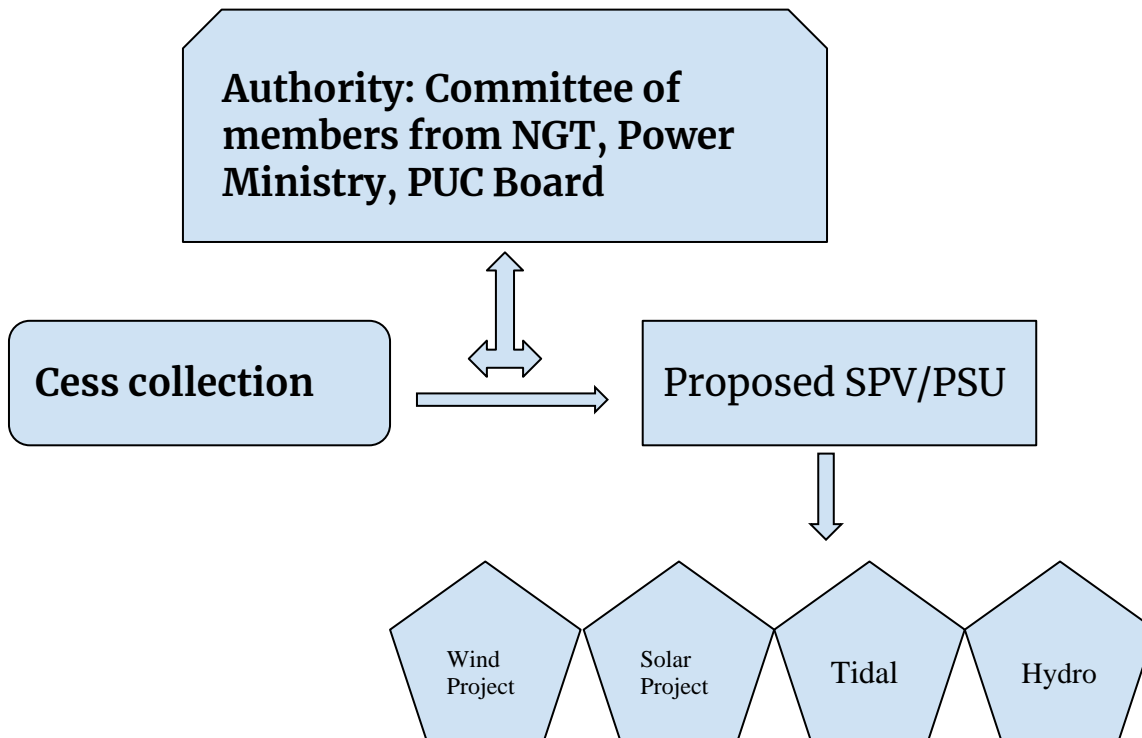 Authority: Committee of
members from NGT, Power
Ministry, PUC Board
Cess collection
Proposed SPV/PSU
Wind
Project
Solar
Project
Tidal
Hydro